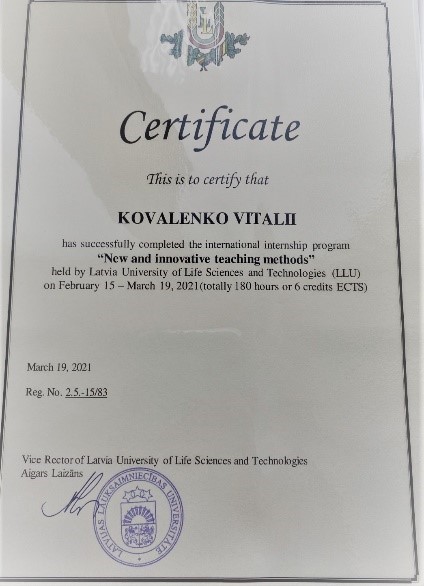 Certificate
This is to certify that
KOVALENKO VITALII
has successfully completed the international internship program
“New and innovative teaching methods”
held by Latvia University of Life Sciences and Technologies (LLU)
on February 15 – March 19, 2021(totally 180 hours or 6 credits ECTS)
March 19, 2021
Reg. No. 2.5.-15/83
Vice Rector of Latvia University of Life Sciences and Technologies
Aigars Laizāns
LATVIJAS LAUKSAIMNIECĪBAS UNIVERSITĀTE